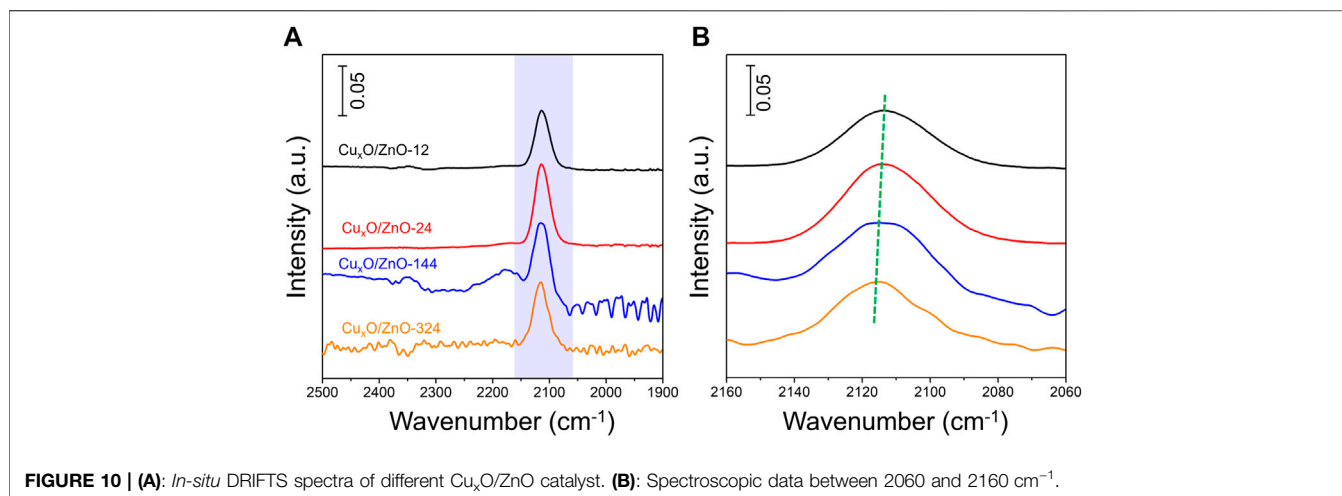 A
B
0.05
0.05
CuₓO/ZnO-12
CuₓO/ZnO-24
CuₓO/ZnO-144
CuₓO/ZnO-324
Intensity (a.u.)
Intensity (a.u.)
2500 2400 2300 2200 2100 2000 1900
2160 2140 2120 2100 2080 2060
Wavenumber (cm⁻¹)
Wavenumber (cm⁻¹)
FIGURE 10 | (A): In-situ DRIFTS spectra of different CuₓO/ZnO catalyst. (B): Spectroscopic data between 2060 and 2160 cm⁻¹.